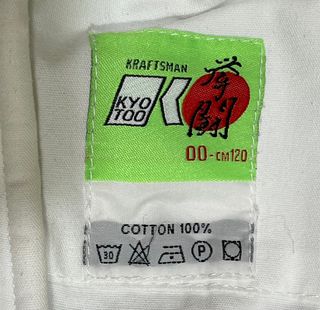 KRAFTSMAN
KYO
TOO
00-CM120
COTTON 100%
30 P